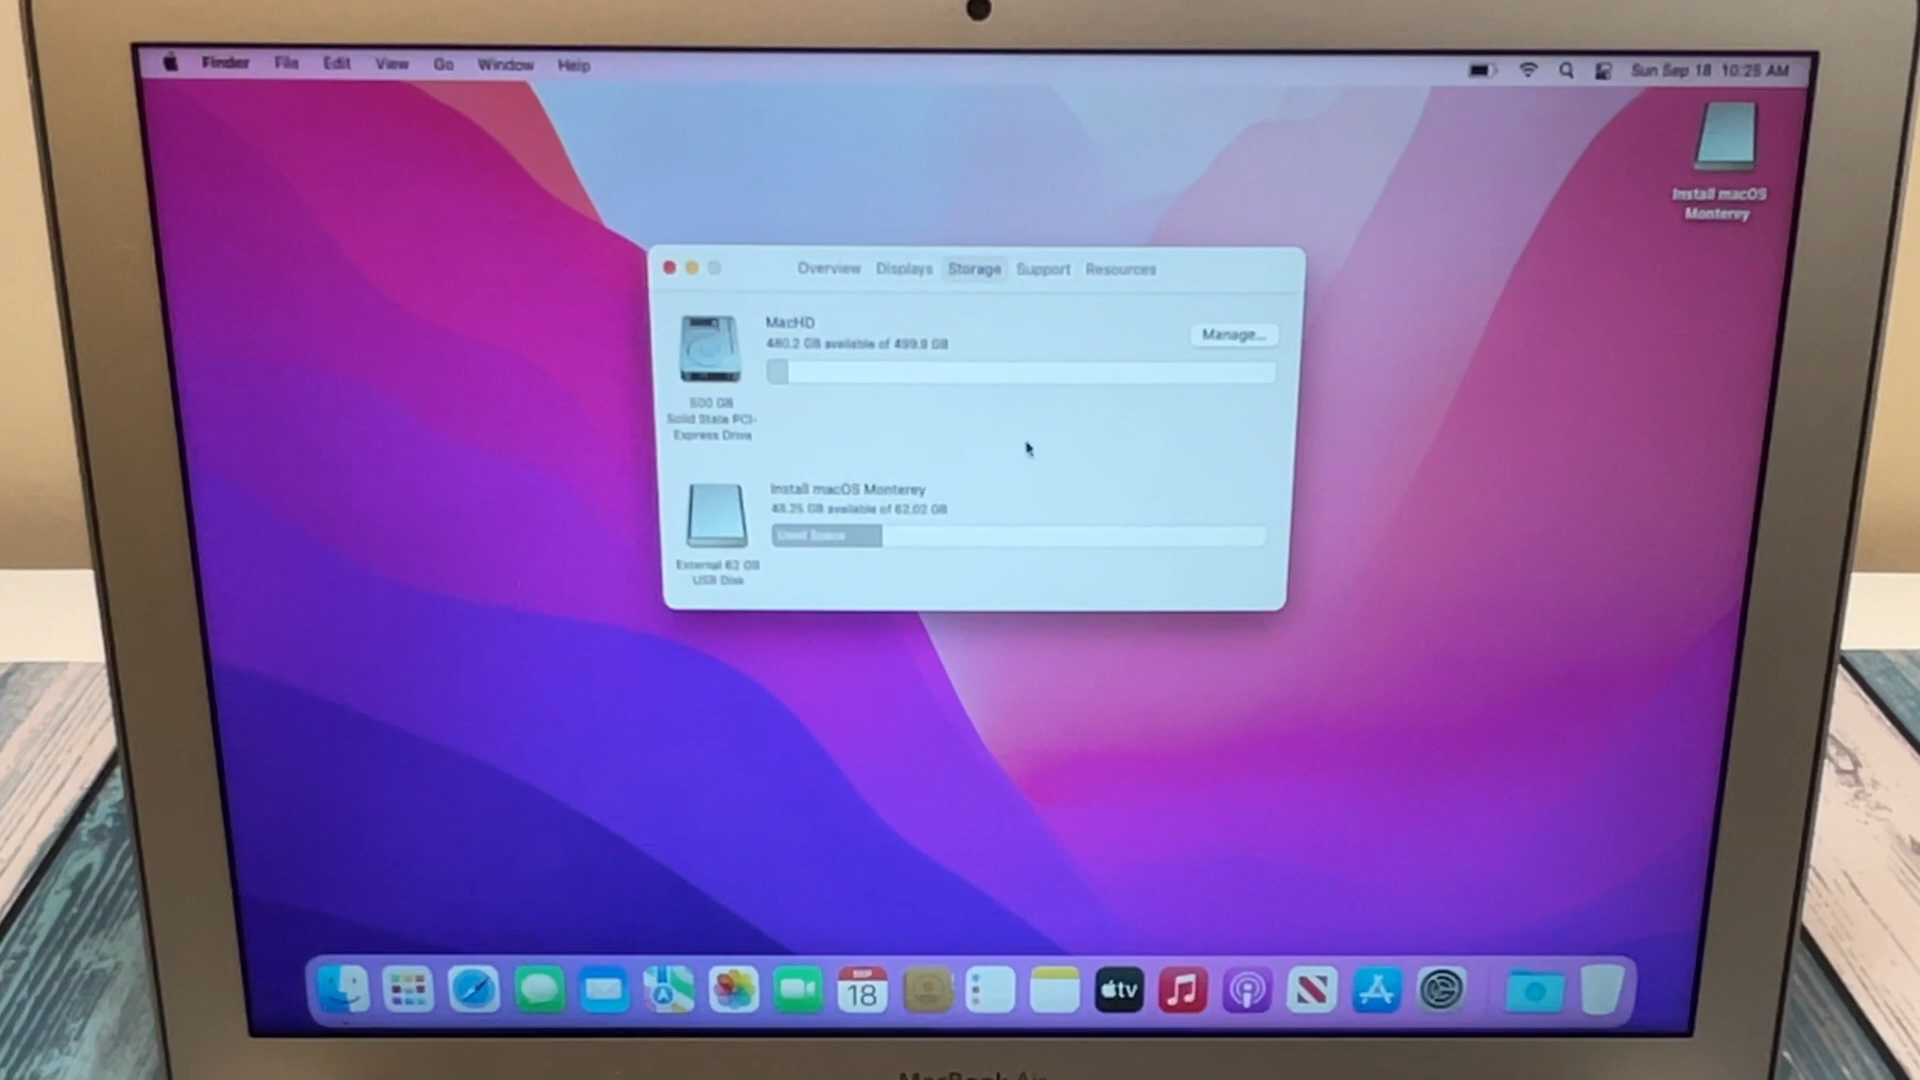 Finder File Edit View Go Window Help Sun Sep 18 10:25 AM
Install macOS
Monterey
Overview Displays Storage Support Resources
MacHD
480.2 GB available of 499.9 GB
Manage...
500 GB
Solid State PCI-
Express Drive
Install macOS Monterey
48.25 GB available of 62.02 GB
Used Space
External 62 GB
USB Disk
SEP
18
tv
MacBook Air